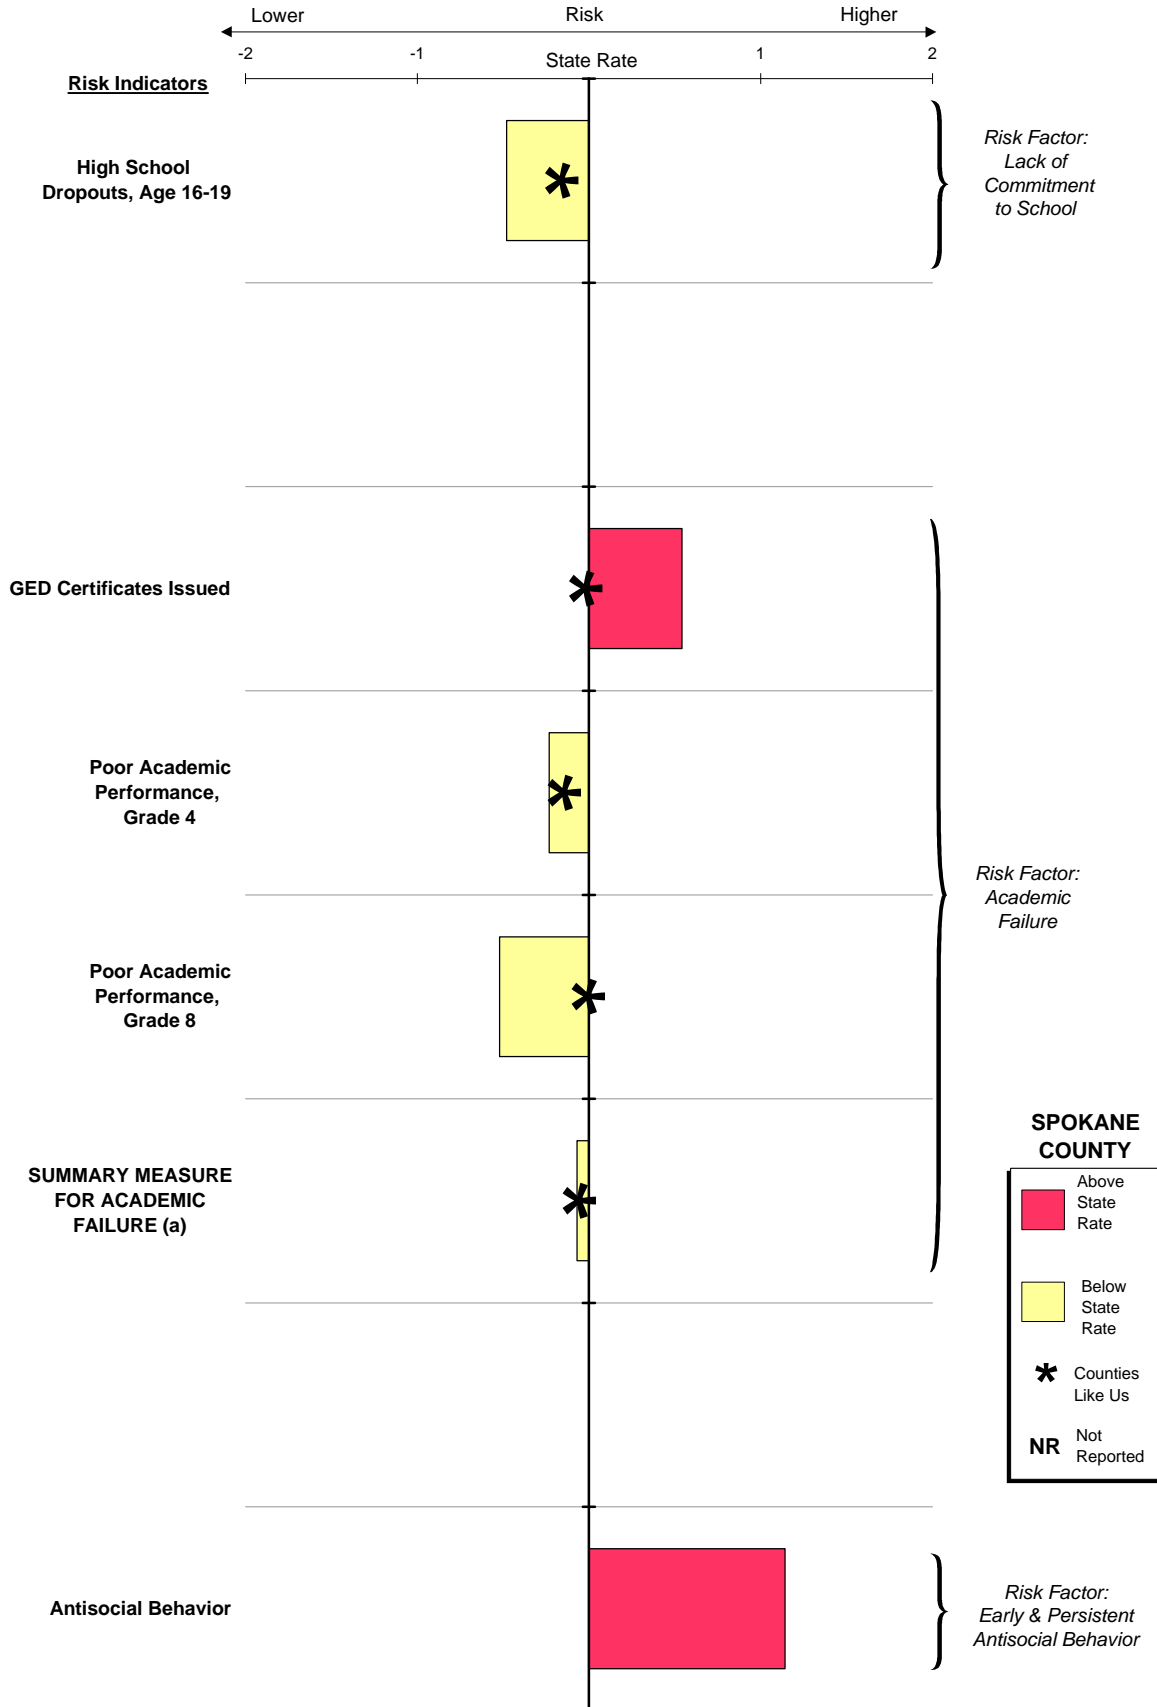 Lower Risk Higher
-2 -1 State Rate 1 2
Risk Indicators
High School
Dropouts, Age 16-19
Risk Factor:
Lack of
Commitment
to School
GED Certificates Issued
Poor Academic
Performance,
Grade 4
Risk Factor:
Academic
Failure
Poor Academic
Performance,
Grade 8
SUMMARY MEASURE
FOR ACADEMIC
FAILURE (a)
SPOKANE
COUNTY
Above
State
Rate
Below
State
Rate
* Counties
Like Us
NR Not
Reported
Antisocial Behavior
Risk Factor:
Early & Persistent
Antisocial Behavior